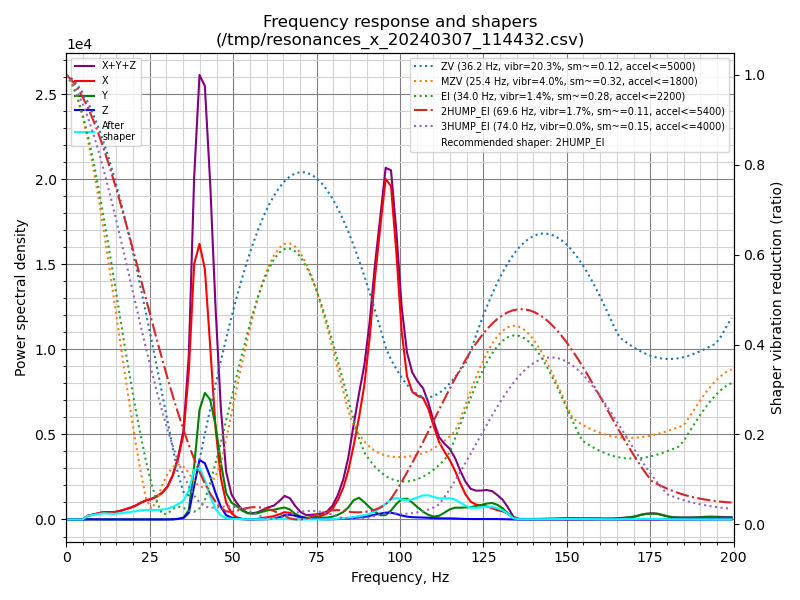 Frequency response and shapers
(/tmp/resonances_x_20240307_114432.csv)
1e4
X+Y+Z
X
Y
Z
After
shaper
ZV (36.2 Hz, vibr=20.3%, sm~=0.12, accel<=5000)
MZV (25.4 Hz, vibr=4.0%, sm~=0.32, accel<=1800)
EI (34.0 Hz, vibr=1.4%, sm~=0.28, accel<=2200)
2HUMP_EI (69.6 Hz, vibr=1.7%, sm~=0.11, accel<=5400)
3HUMP_EI (74.0 Hz, vibr=0.0%, sm~=0.15, accel<=4000)
Recommended shaper: 2HUMP_EI
Power spectral density
2.5
2.0
1.5
1.0
0.5
0.0
1.0
0.8
0.6
0.4
0.2
0.0
Shaper vibration reduction (ratio)
0 25 50 75 100 125 150 175 200
Frequency, Hz